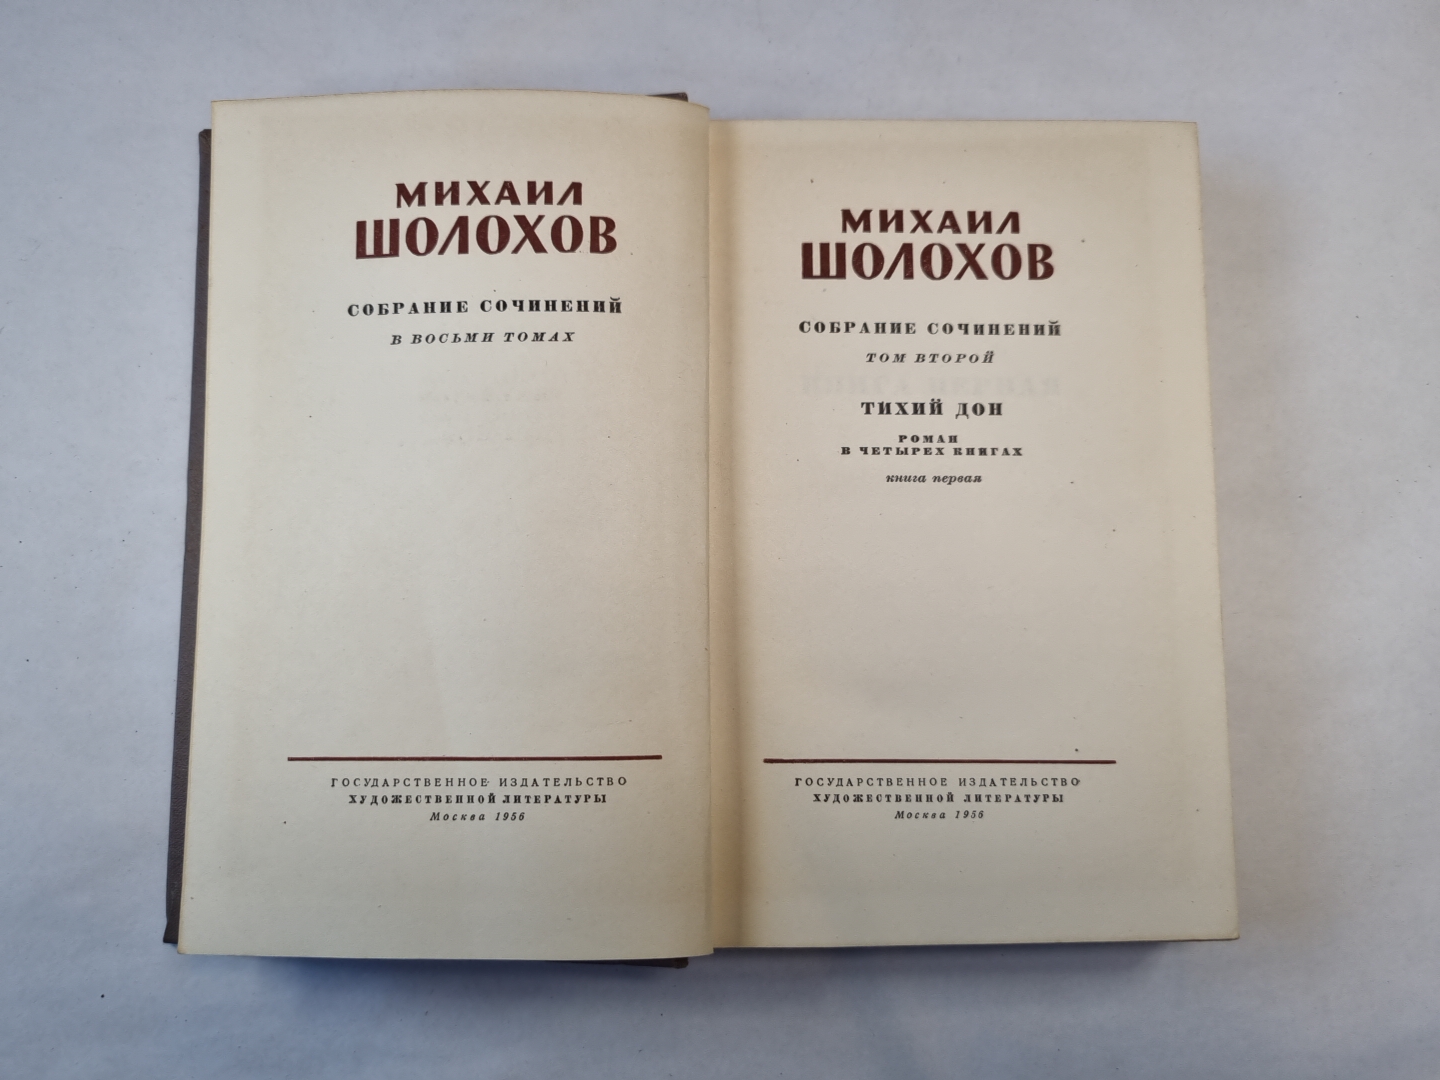 МИХАИЛ
ШОЛОХОВ
СОБРАНИЕ СОЧИНЕНИЙ
В ВОСЬМИ ТОМАХ
ГОСУДАРСТВЕННОЕ ИЗДАТЕЛЬСТВО
ХУДОЖЕСТВЕННОЙ ЛИТЕРАТУРЫ
Москва 1956
МИХАИЛ
ШОЛОХОВ
СОБРАНИЕ СОЧИНЕНИЙ
ТОМ ВТОРОЙ
ТИХИЙ ДОН
РОМАН
В ЧЕТЫРЕХ КНИГАХ
книга первая
ГОСУДАРСТВЕННОЕ ИЗДАТЕЛЬСТВО
ХУДОЖЕСТВЕННОЙ ЛИТЕРАТУРЫ
Москва 1956